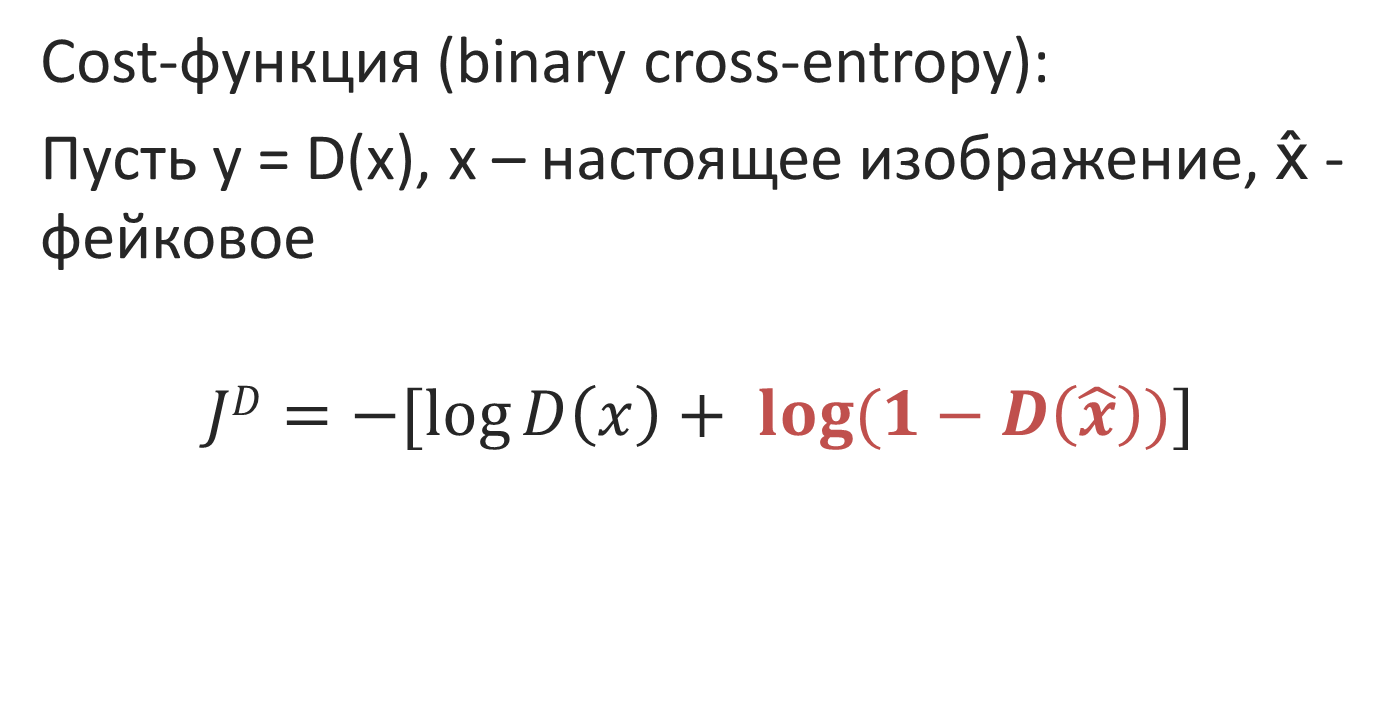 Cost-функция (binary cross-entropy):
Пусть y = D(x), x – настоящее изображение, x̂ -
фейковое
J^D = −[log D(x) + log(1 − D(x̂))]